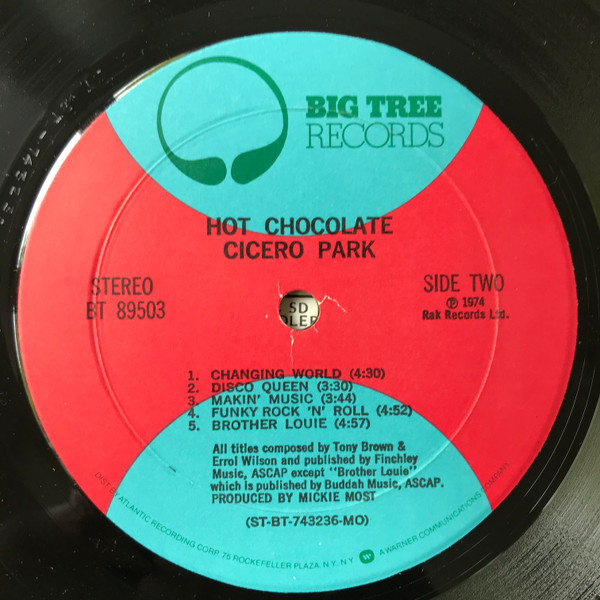 BIG TREE
RECORDS
HOT CHOCOLATE
CICERO PARK
STEREO
BT 89503
SIDE TWO
Ⓟ 1974
Rak Records Ltd.
SD
1. CHANGING WORLD (4:30)
2. DISCO QUEEN (3:30)
3. MAKIN' MUSIC (3:44)
4. FUNKY ROCK 'N' ROLL (4:52)
5. BROTHER LOUIE (4:57)
All titles composed by Tony Brown &
Errol Wilson and published by Finchley
Music, ASCAP except "Brother Louie"
which is published by Buddah Music, ASCAP.
PRODUCED BY MICKIE MOST
(ST-BT-743236-MO)
DIST. BY ATLANTIC RECORDING CORP. 75 ROCKEFELLER PLAZA, N.Y., N.Y. W A WARNER COMMUNICATIONS COMPANY